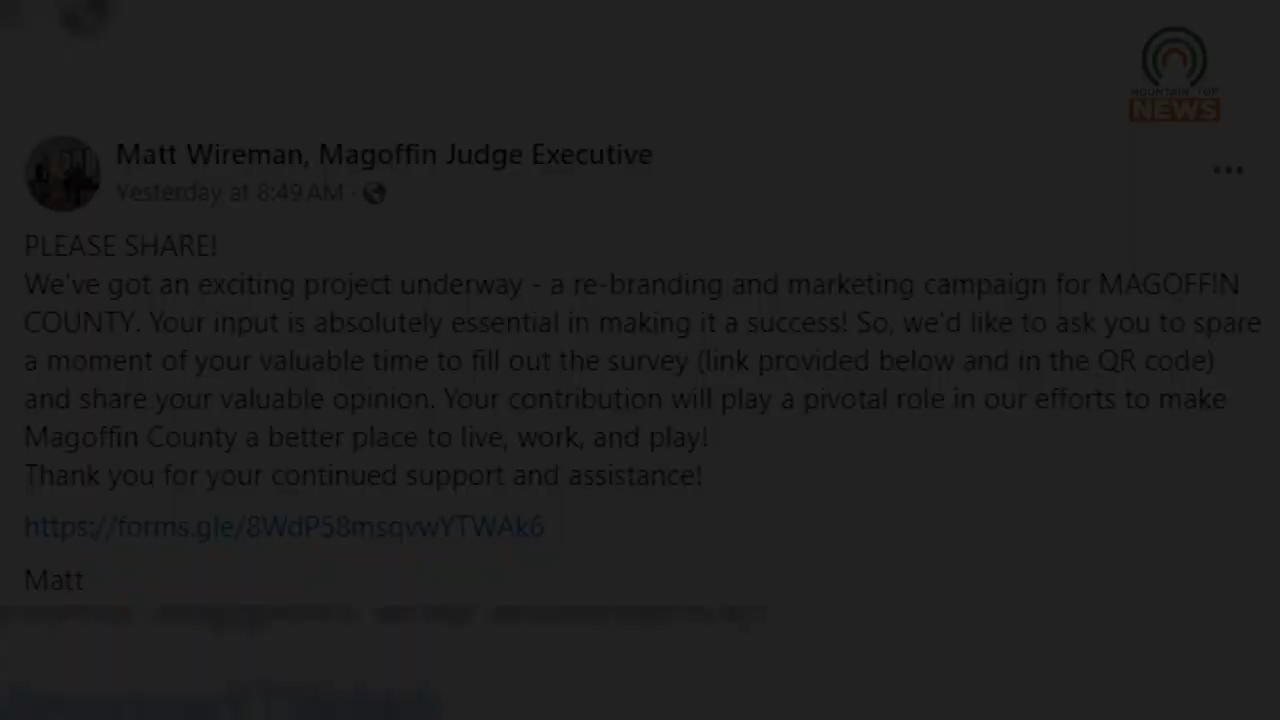 MOUNTAIN TOP
NEWS
Matt Wireman, Magoffin Judge Executive
Yesterday at 8:49 AM ·
PLEASE SHARE!
We've got an exciting project underway - a re-branding and marketing campaign for MAGOFFIN
COUNTY. Your input is absolutely essential in making it a success! So, we'd like to ask you to spare
a moment of your valuable time to fill out the survey (link provided below and in the QR code)
and share your valuable opinion. Your contribution will play a pivotal role in our efforts to make
Magoffin County a better place to live, work, and play!
Thank you for your continued support and assistance!
https://forms.gle/8WdP58msqvwYTWAk6
Matt